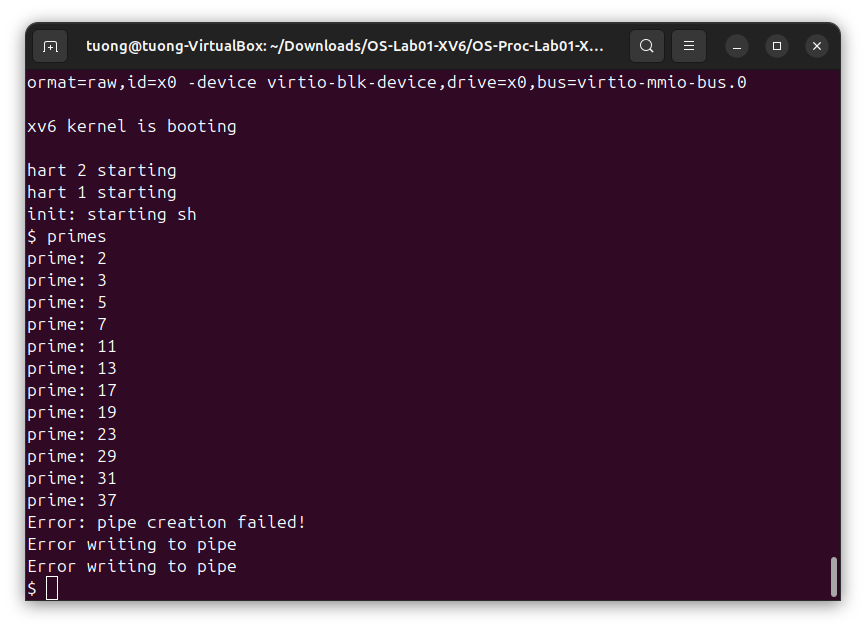 tuong@tuong-VirtualBox: ~/Downloads/OS-Lab01-XV6/OS-Proc-Lab01-X...
ormat=raw,id=x0 -device virtio-blk-device,drive=x0,bus=virtio-mmio-bus.0
xv6 kernel is booting
hart 2 starting
hart 1 starting
init: starting sh
$ primes
prime: 2
prime: 3
prime: 5
prime: 7
prime: 11
prime: 13
prime: 17
prime: 19
prime: 23
prime: 29
prime: 31
prime: 37
Error: pipe creation failed!
Error writing to pipe
Error writing to pipe
$